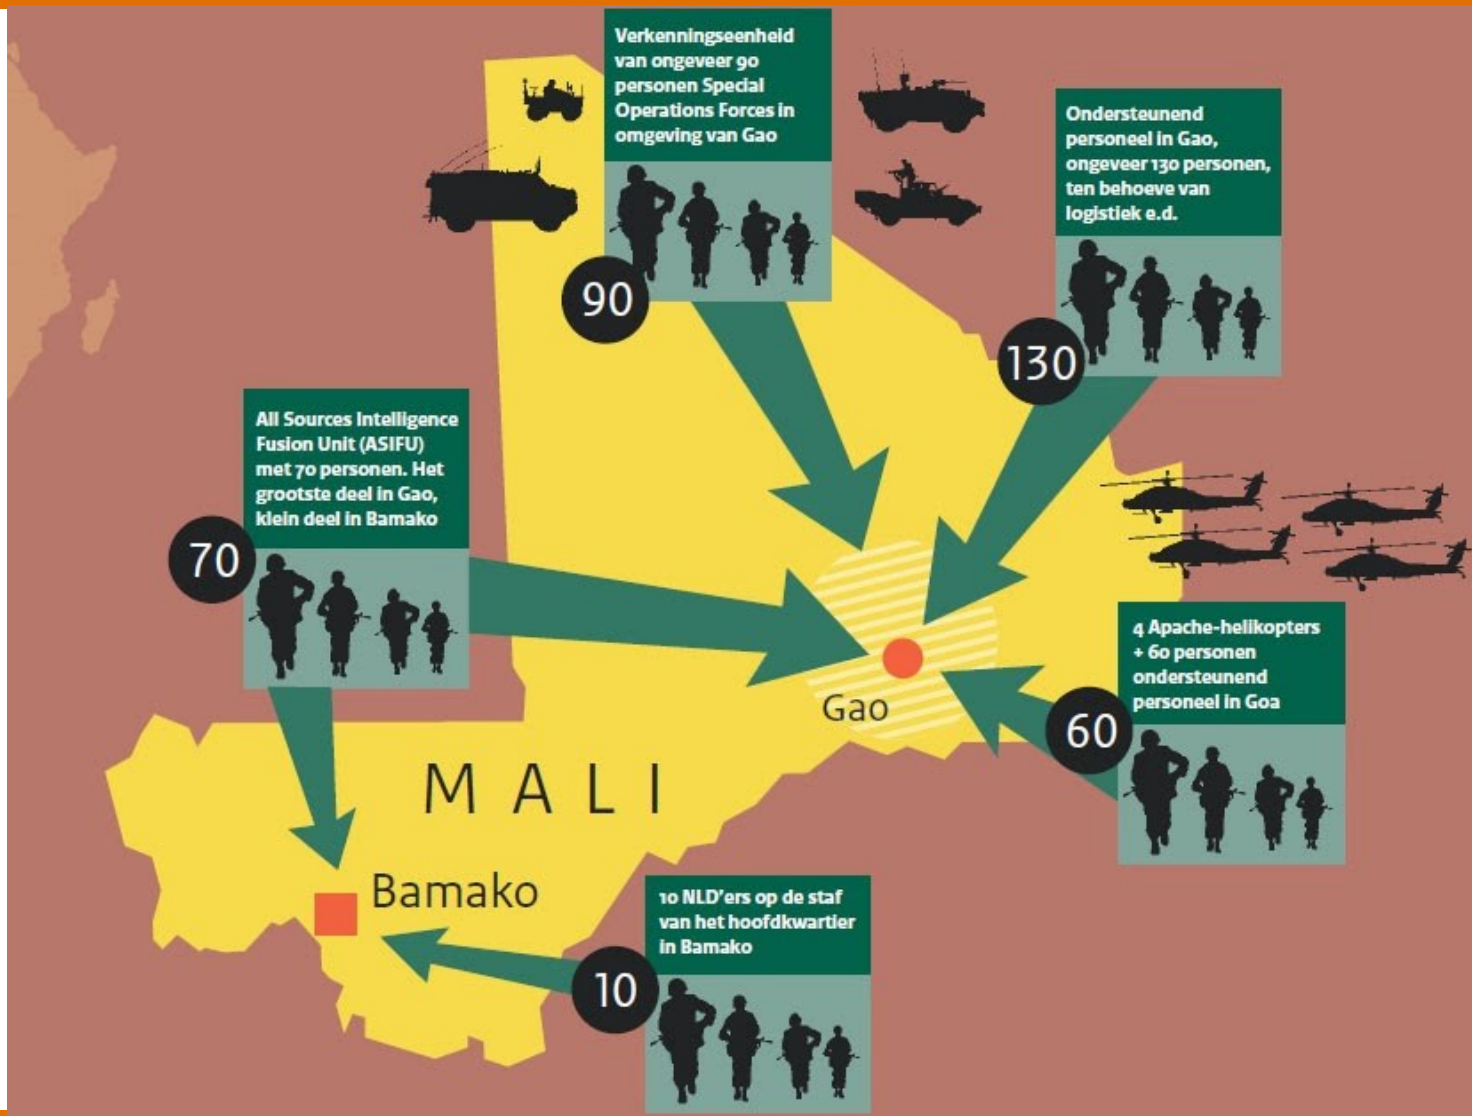 Verkenningseenheid
van ongeveer 90
personen Special
Operations Forces in
omgeving van Gao
90
Ondersteunend
personeel in Gao,
ongeveer 130 personen,
ten behoeve van
logistiek e.d.
130
All Sources Intelligence
Fusion Unit (ASIFU)
met 70 personen. Het
grootste deel in Gao,
klein deel in Bamako
70
4 Apache-helikopters
+ 60 personen
ondersteunend
personeel in Goa
60
Gao
MALI
Bamako
10 NLD'ers op de staf
van het hoofdkwartier
in Bamako
10